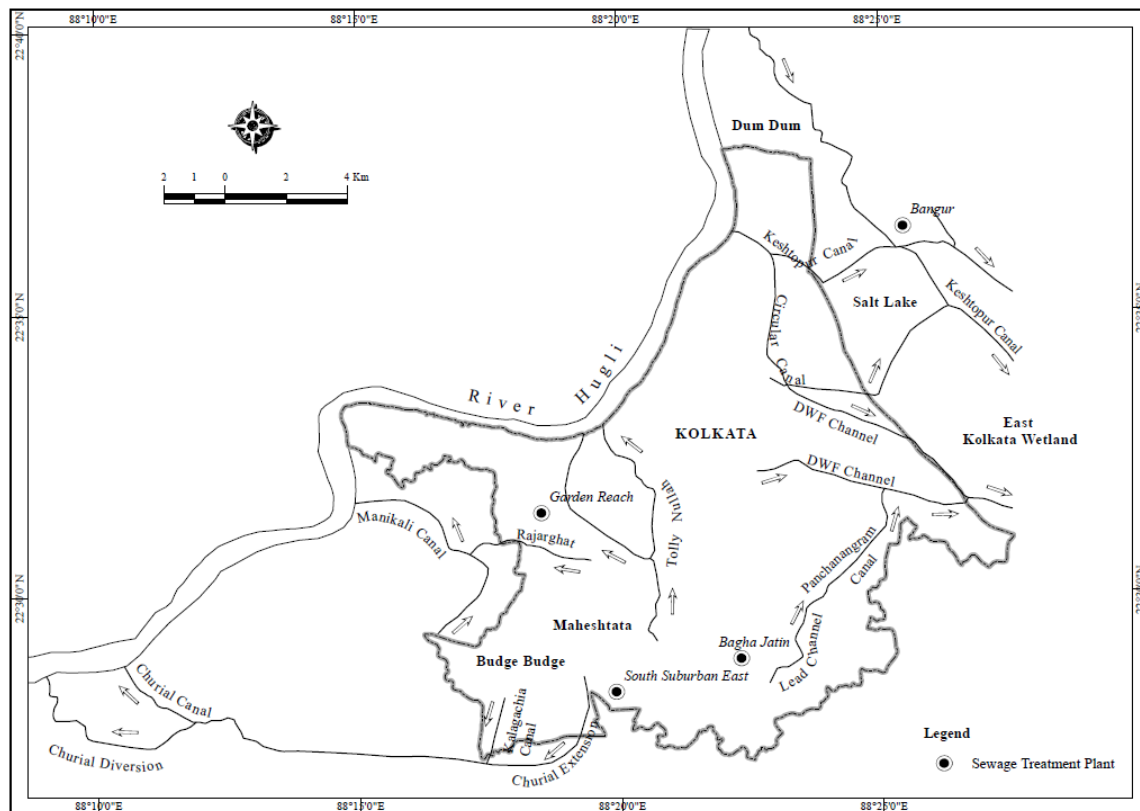 88°10'0"E 88°15'0"E 88°20'0"E 88°25'0"E
22°40'0"N
Dum Dum
2 1 0 2 4 Km
Bangur
Keshtopur Canal
Salt Lake
Keshtopur Canal
22°35'0"N
Circular Canal
River Hugli
DWF Channel
KOLKATA
East
Kolkata Wetland
DWF Channel
Garden Reach
Manikali Canal
Rajarghat
Tolly Nullah
Panchanangram
Canal
22°30'0"N
Maheshtata
Bagha Jatin
Budge Budge
South Suburban East
Lead Channel
Churial Canal
Kalagachia
Canal
Churial Extension
Churial Diversion
Legend
Sewage Treatment Plant
88°10'0"E 88°15'0"E 88°20'0"E 88°25'0"E